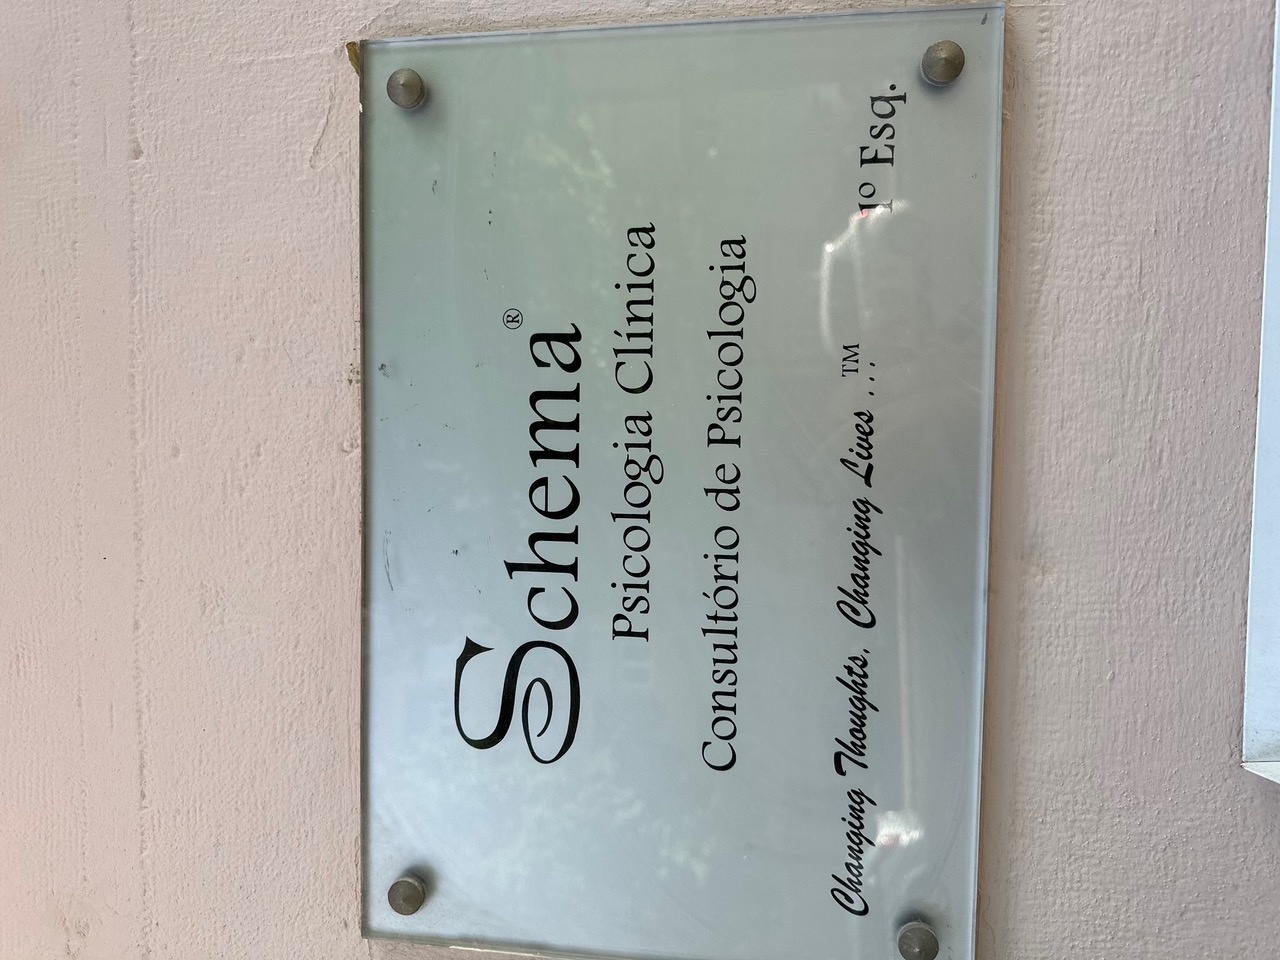 Schema®
Psicologia Clínica
Consultório de Psicologia
Changing Thoughts, Changing Lives...™
1º Esq.